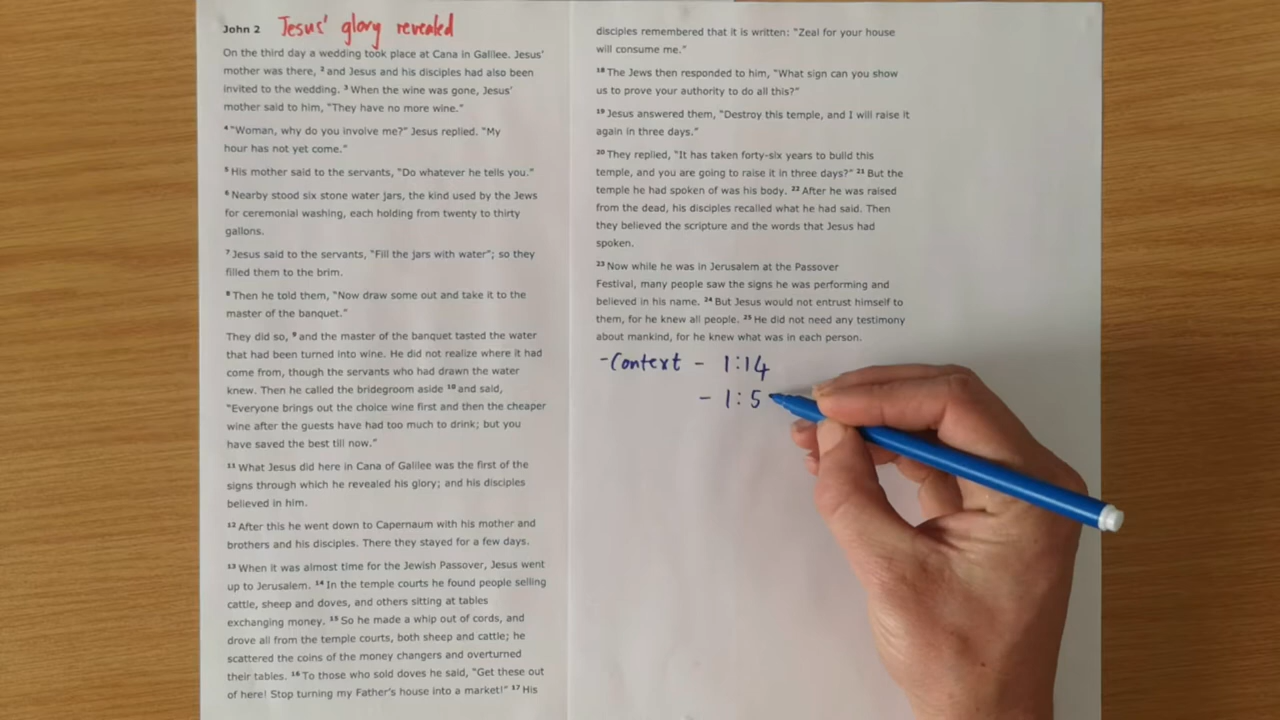 John 2 Jesus' glory revealed
On the third day a wedding took place at Cana in Galilee. Jesus'
mother was there, ² and Jesus and his disciples had also been
invited to the wedding. ³ When the wine was gone, Jesus'
mother said to him, “They have no more wine.”
⁴ “Woman, why do you involve me?” Jesus replied. “My
hour has not yet come.”
⁵ His mother said to the servants, “Do whatever he tells you.”
⁶ Nearby stood six stone water jars, the kind used by the Jews
for ceremonial washing, each holding from twenty to thirty
gallons.
⁷ Jesus said to the servants, “Fill the jars with water”; so they
filled them to the brim.
⁸ Then he told them, “Now draw some out and take it to the
master of the banquet.”
They did so, ⁹ and the master of the banquet tasted the water
that had been turned into wine. He did not realize where it had
come from, though the servants who had drawn the water
knew. Then he called the bridegroom aside ¹⁰ and said,
“Everyone brings out the choice wine first and then the cheaper
wine after the guests have had too much to drink; but you
have saved the best till now.”
¹¹ What Jesus did here in Cana of Galilee was the first of the
signs through which he revealed his glory; and his disciples
believed in him.
¹² After this he went down to Capernaum with his mother and
brothers and his disciples. There they stayed for a few days.
¹³ When it was almost time for the Jewish Passover, Jesus went
up to Jerusalem. ¹⁴ In the temple courts he found people selling
cattle, sheep and doves, and others sitting at tables
exchanging money. ¹⁵ So he made a whip out of cords, and
drove all from the temple courts, both sheep and cattle; he
scattered the coins of the money changers and overturned
their tables. ¹⁶ To those who sold doves he said, “Get these out
of here! Stop turning my Father's house into a market!” ¹⁷ His
disciples remembered that it is written: “Zeal for your house
will consume me.”
¹⁸ The Jews then responded to him, “What sign can you show
us to prove your authority to do all this?”
¹⁹ Jesus answered them, “Destroy this temple, and I will raise it
again in three days.”
²⁰ They replied, “It has taken forty-six years to build this
temple, and you are going to raise it in three days?” ²¹ But the
temple he had spoken of was his body. ²² After he was raised
from the dead, his disciples recalled what he had said. Then
they believed the scripture and the words that Jesus had
spoken.
²³ Now while he was in Jerusalem at the Passover
Festival, many people saw the signs he was performing and
believed in his name. ²⁴ But Jesus would not entrust himself to
them, for he knew all people. ²⁵ He did not need any testimony
about mankind, for he knew what was in each person.
- Context - 1:14
- 1:5